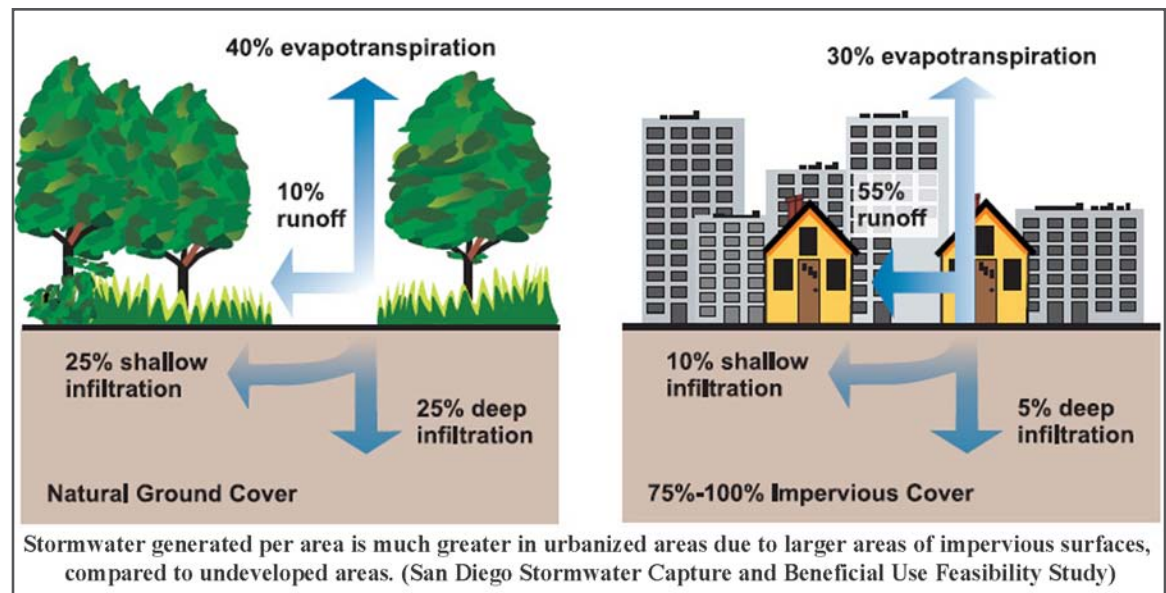 40% evapotranspiration
10%
runoff
25% shallow
infiltration
25% deep
infiltration
Natural Ground Cover
30% evapotranspiration
55%
runoff
10% shallow
infiltration
5% deep
infiltration
75%-100% Impervious Cover
Stormwater generated per area is much greater in urbanized areas due to larger areas of impervious surfaces,
compared to undeveloped areas. (San Diego Stormwater Capture and Beneficial Use Feasibility Study)